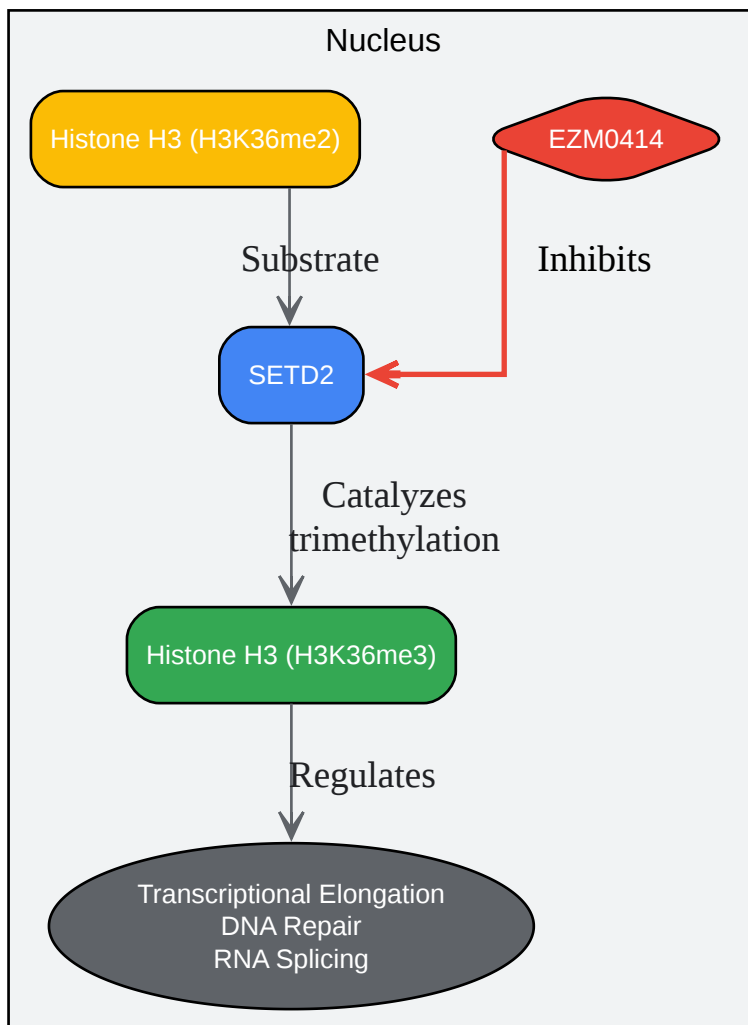 Nucleus
Histone H3 (H3K36me2)
EZM0414
Substrate
Inhibits
SETD2
Catalyzes
trimethylation
Histone H3 (H3K36me3)
Regulates
Transcriptional Elongation
DNA Repair
RNA Splicing